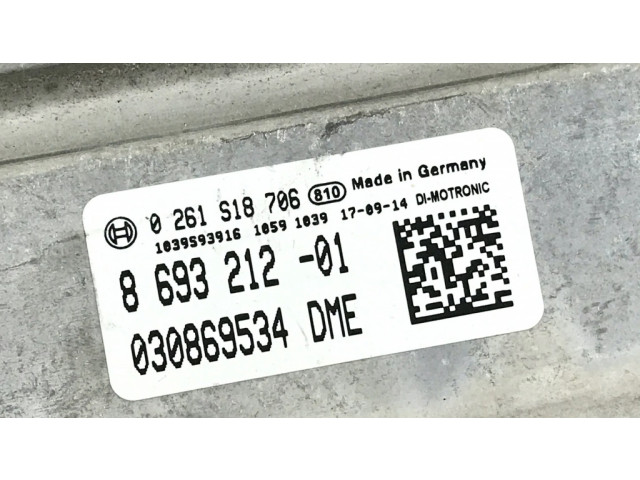 0 261 S18 706 810 Made in Germany
1039S93916 1059 1039 17-09-14 DI-MOTRONIC
8 693 212 -01
030869534 DME